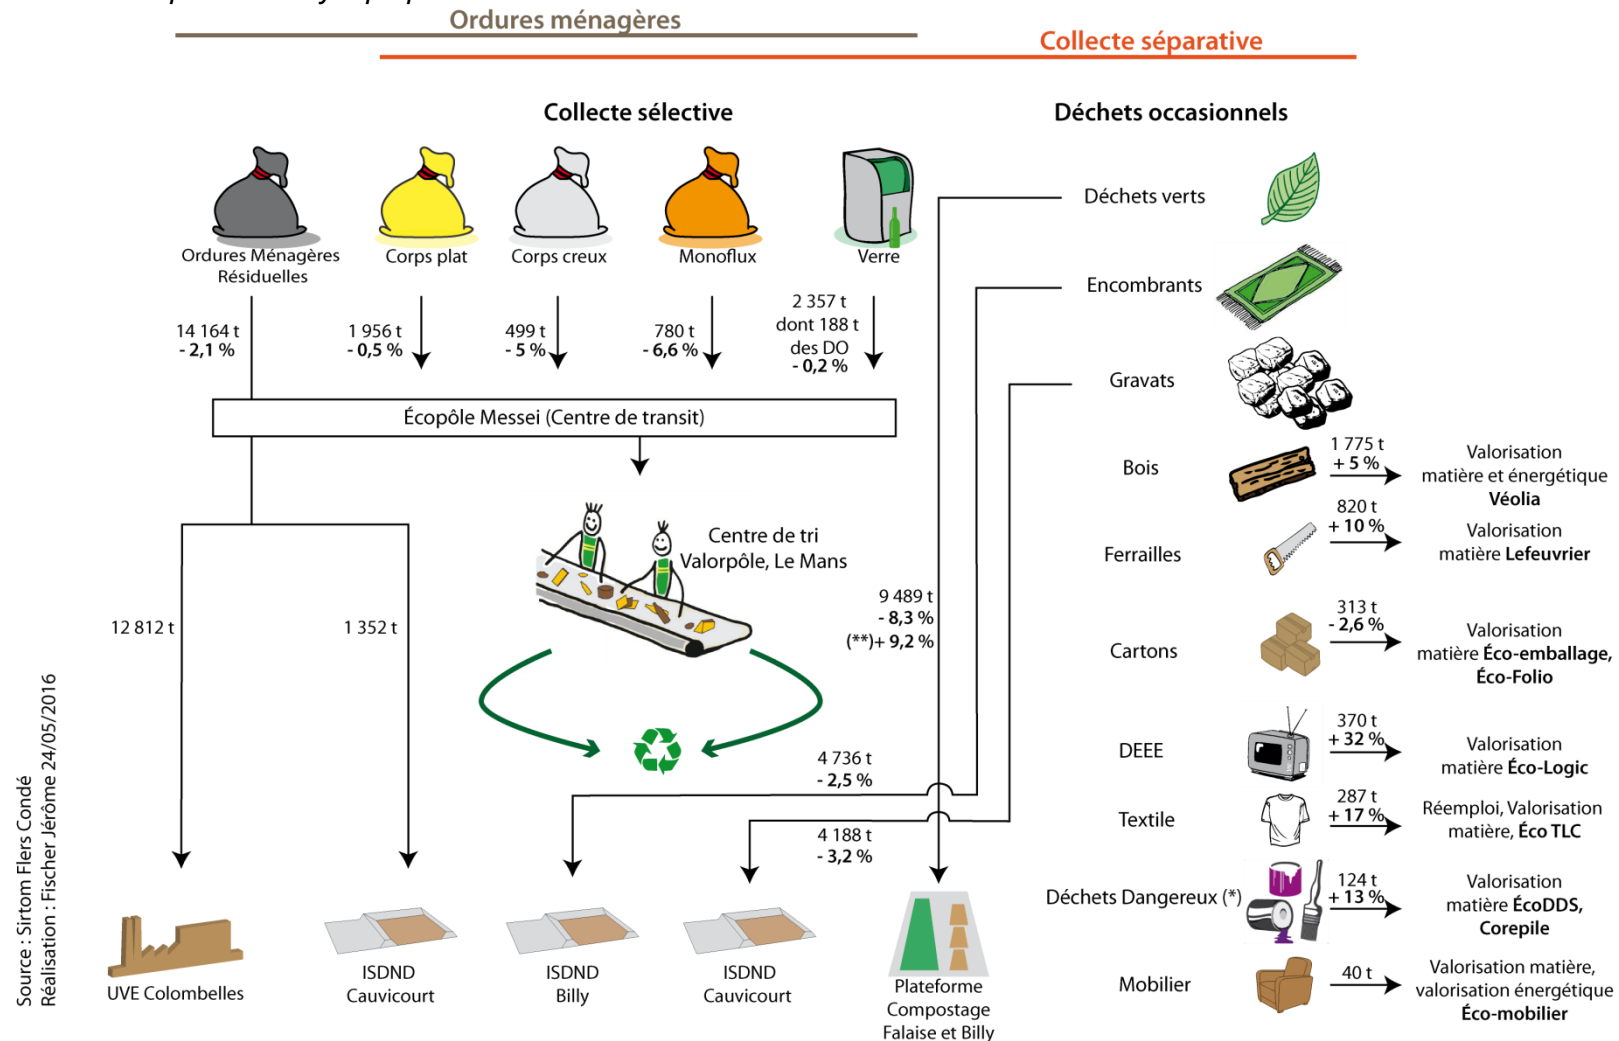 Ordures ménagères
Collecte séparative
Collecte sélective
Déchets occasionnels
Ordures Ménagères
Résiduelles
Corps plat
Corps creux
Monoflux
Verre
14 164 t
- 2,1 %
1 956 t
- 0,5 %
499 t
- 5 %
780 t
- 6,6 %
2 357 t
dont 188 t
des DO
- 0,2 %
Écopôle Messei (Centre de transit)
Centre de tri
Valorpôle, Le Mans
12 812 t
1 352 t
9 489 t
- 8,3 %
(**)+ 9,2 %
4 736 t
- 2,5 %
4 188 t
- 3,2 %
UVE Colombelles
ISDND
Cauvicourt
ISDND
Billy
ISDND
Cauvicourt
Plateforme
Compostage
Falaise et Billy
Déchets verts
Encombrants
Gravats
Bois
1 775 t
+ 5 %
Valorisation
matière et énergétique
Véolia
Ferrailles
820 t
+ 10 %
Valorisation
matière Lefeuvrier
Cartons
313 t
- 2,6 %
Valorisation
matière Éco-emballage,
Éco-Folio
DEEE
370 t
+ 32 %
Valorisation
matière Éco-Logic
Textile
287 t
+ 17 %
Réemploi, Valorisation
matière, Éco TLC
Déchets Dangereux (*)
124 t
+ 13 %
Valorisation
matière ÉcoDDS,
Corepile
Mobilier
40 t
Valorisation matière,
valorisation énergétique
Éco-mobilier
Source : Sirtom Flers Condé
Réalisation : Fischer Jérôme 24/05/2016